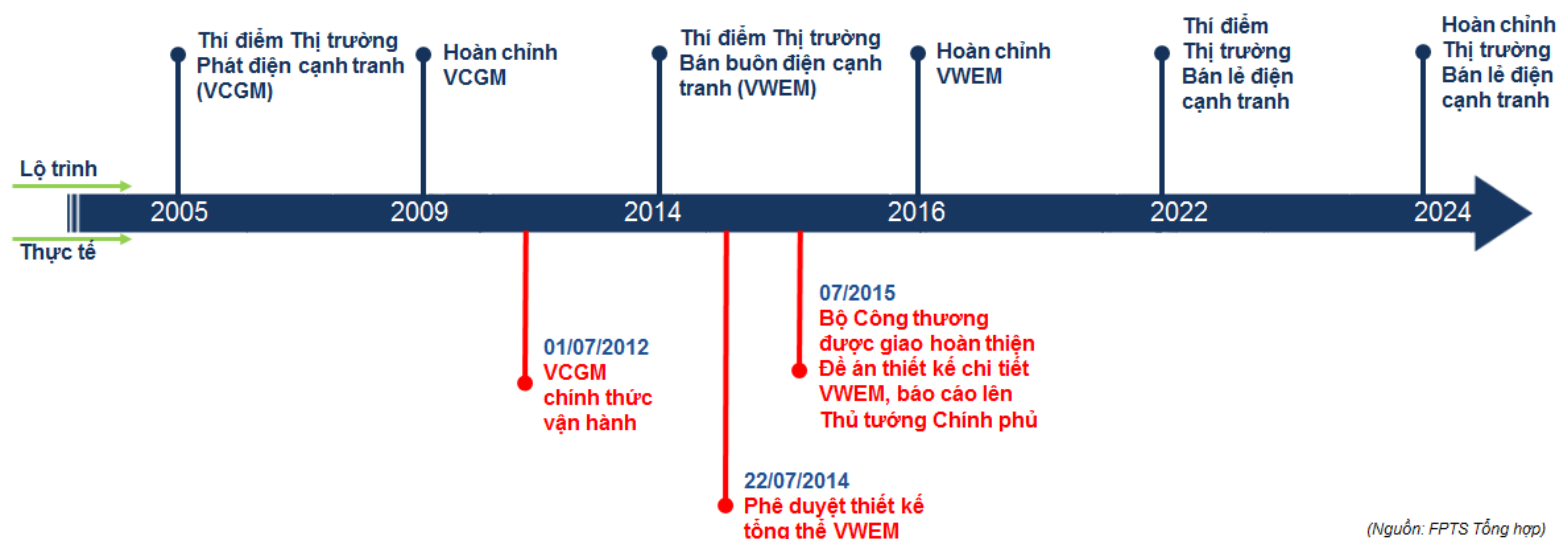 Thí điểm Thị trường
Phát điện cạnh tranh
(VCGM)
Hoàn chỉnh
VCGM
Thí điểm Thị trường
Bán buôn điện cạnh
tranh (VWEM)
Hoàn chỉnh
VWEM
Thí điểm
Thị trường
Bán lẻ điện
cạnh tranh
Hoàn chỉnh
Thị trường
Bán lẻ điện
cạnh tranh
Lộ trình
2005
2009
2014
2016
2022
2024
Thực tế
01/07/2012
VCGM
chính thức
vận hành
22/07/2014
Phê duyệt thiết kế
tổng thể VWEM
07/2015
Bộ Công thương
được giao hoàn thiện
Đề án thiết kế chi tiết
VWEM, báo cáo lên
Thủ tướng Chính phủ
(Nguồn: FPTS Tổng hợp)